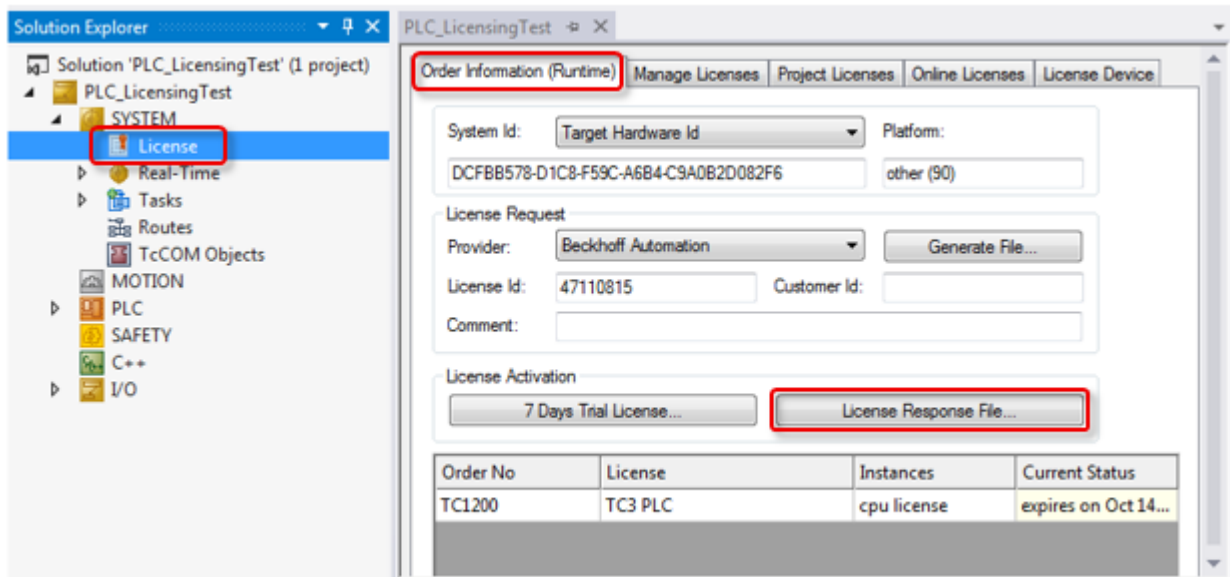 Solution Explorer
Solution 'PLC_LicensingTest' (1 project)
PLC_LicensingTest
SYSTEM
License
Real-Time
Tasks
Routes
TcCOM Objects
MOTION
PLC
SAFETY
C++
I/O
PLC_LicensingTest
Order Information (Runtime) Manage Licenses Project Licenses Online Licenses License Device
System Id: Target Hardware Id Platform:
DCFBB578-D1C8-F59C-A6B4-C9A0B2D082F6 other (90)
License Request
Provider: Beckhoff Automation Generate File...
License Id: 47110815 Customer Id:
Comment:
License Activation
7 Days Trial License... License Response File...
Order No License Instances Current Status
TC1200 TC3 PLC cpu license expires on Oct 14...